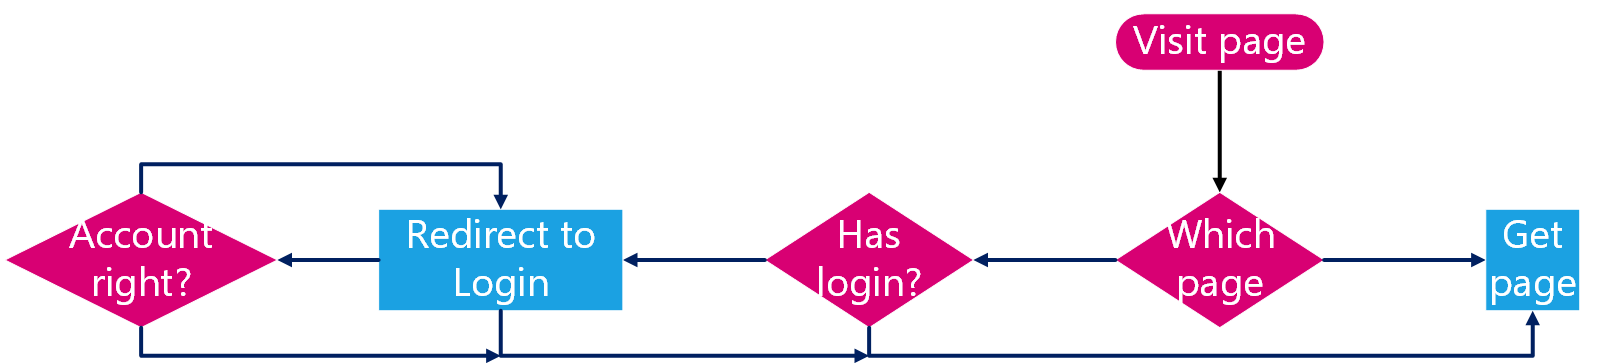 Visit page
Account
right?
Redirect to
Login
Has
login?
Which
page
Get
page